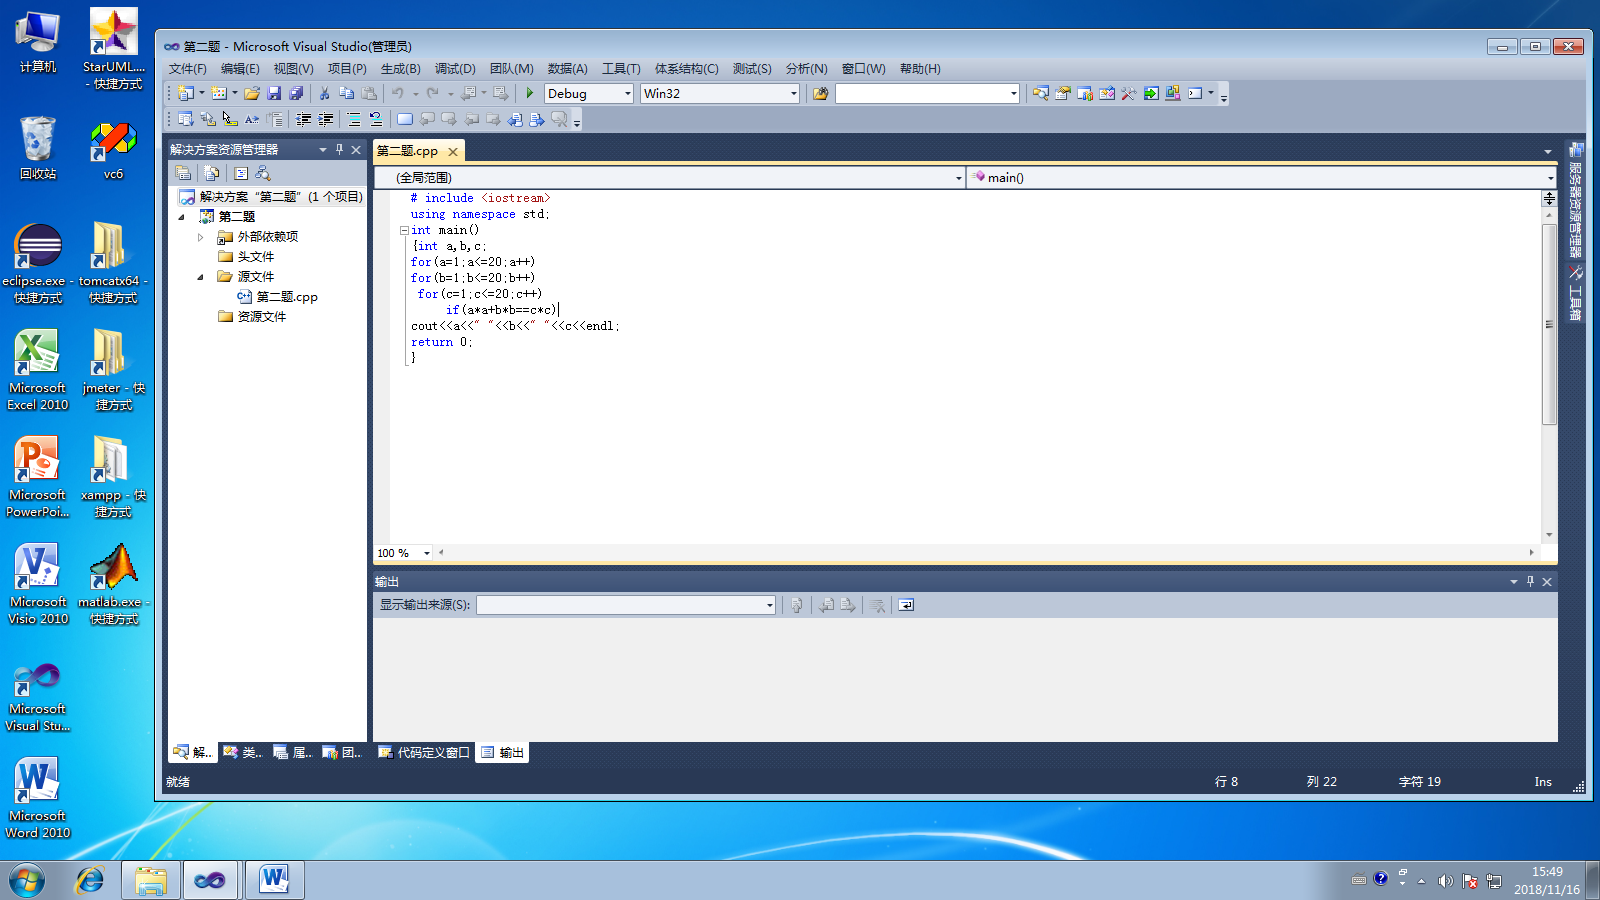 计算机
StarUML....
- 快捷方式
回收站
vc6
eclipse.exe -
快捷方式
tomcatx64 -
快捷方式
Microsoft
Excel 2010
jmeter - 快
捷方式
Microsoft
PowerPoi...
xampp - 快
捷方式
Microsoft
Visio 2010
matlab.exe -
快捷方式
Microsoft
Visual Stu...
Microsoft
Word 2010
第二题 - Microsoft Visual Studio(管理员)
文件(F) 编辑(E) 视图(V) 项目(P) 生成(B) 调试(D) 团队(M) 数据(A) 工具(T) 体系结构(C) 测试(S) 分析(N) 窗口(W) 帮助(H)
Debug Win32
解决方案资源管理器
解决方案“第二题” (1 个项目)
第二题
外部依赖项
头文件
源文件
第二题.cpp
资源文件
解... 类... 属... 团...
第二题.cpp
(全局范围) main()
# include <iostream>
using namespace std;
int main()
{int a,b,c;
for(a=1;a<=20;a++)
for(b=1;b<=20;b++)
for(c=1;c<=20;c++)
if(a*a+b*b==c*c)
cout<<a<<" "<<b<<" "<<c<<endl;
return 0;
}
100 %
输出
显示输出来源(S):
代码定义窗口 输出
服务器资源管理器
工具箱
就绪 行 8 列 22 字符 19 Ins
15:49
2018/11/16